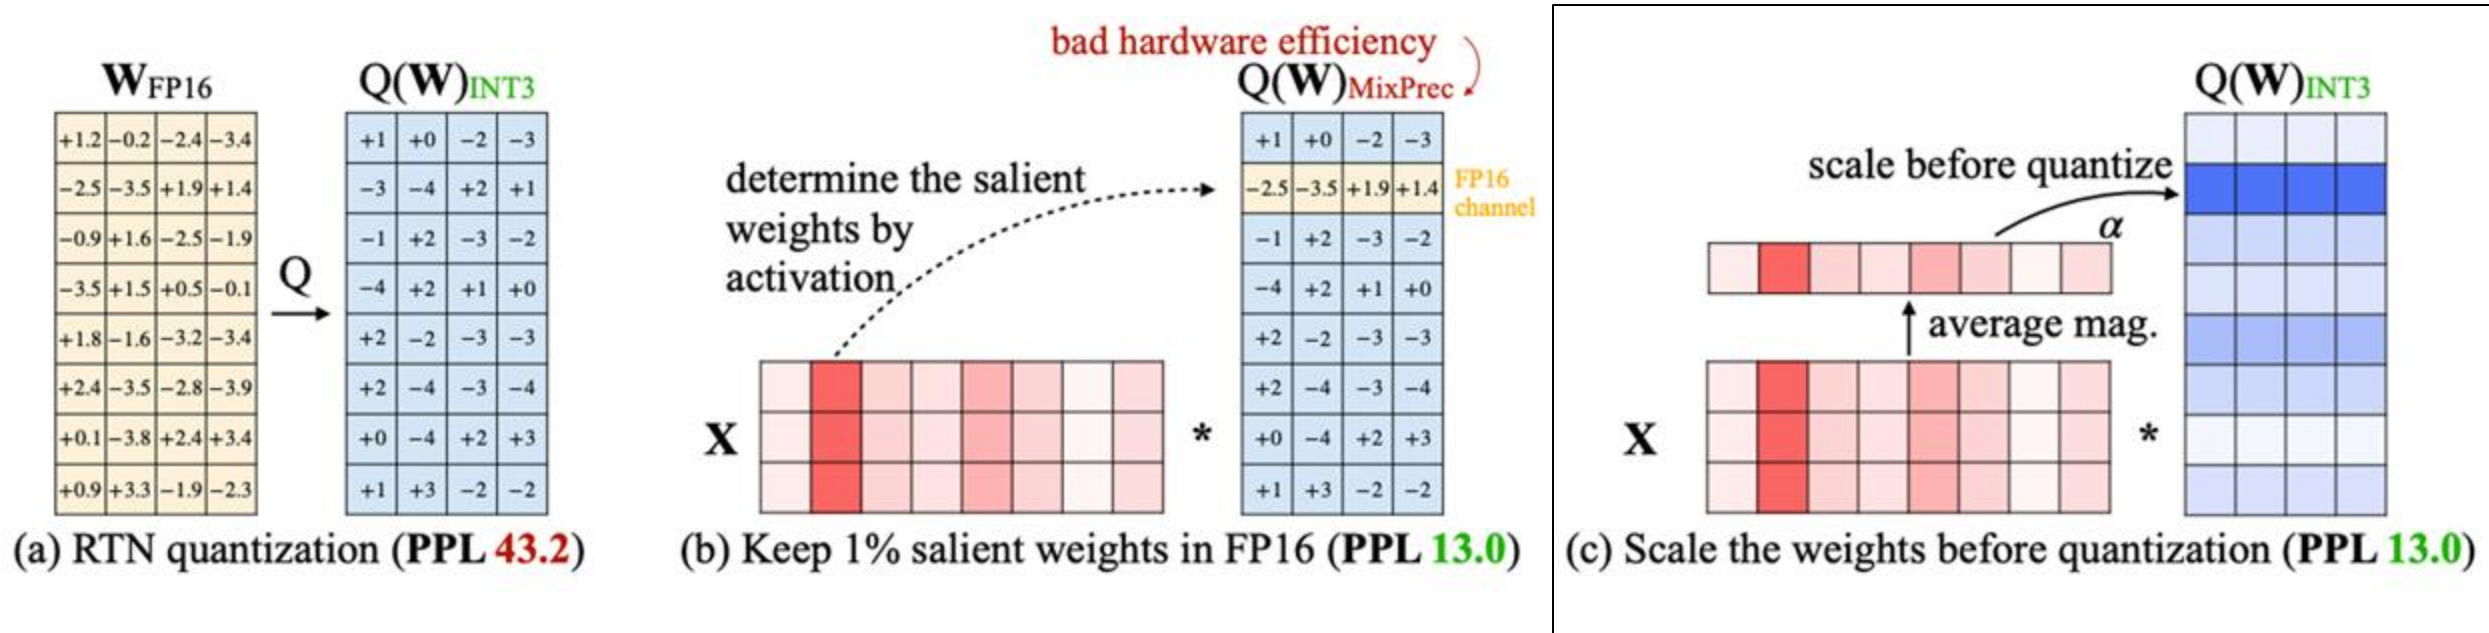 W_FP16
+1.2 −0.2 −2.4 −3.4
−2.5 −3.5 +1.9 +1.4
−0.9 +1.6 −2.5 −1.9
−3.5 +1.5 +0.5 −0.1
+1.8 −1.6 −3.2 −3.4
+2.4 −3.5 −2.8 −3.9
+0.1 −3.8 +2.4 +3.4
+0.9 +3.3 −1.9 −2.3
Q
Q(W)_INT3
+1 +0 −2 −3
−3 −4 +2 +1
−1 +2 −3 −2
−4 +2 +1 +0
+2 −2 −3 −3
+2 −4 −3 −4
+0 −4 +2 +3
+1 +3 −2 −2
(a) RTN quantization (PPL 43.2)
bad hardware efficiency
determine the salient
weights by
activation
X
*
Q(W)_MixPrec
+1 +0 −2 −3
−2.5 −3.5 +1.9 +1.4
−1 +2 −3 −2
−4 +2 +1 +0
+2 −2 −3 −3
+2 −4 −3 −4
+0 −4 +2 +3
+1 +3 −2 −2
FP16
channel
(b) Keep 1% salient weights in FP16 (PPL 13.0)
Q(W)_INT3
scale before quantize
α
average mag.
X
*
(c) Scale the weights before quantization (PPL 13.0)